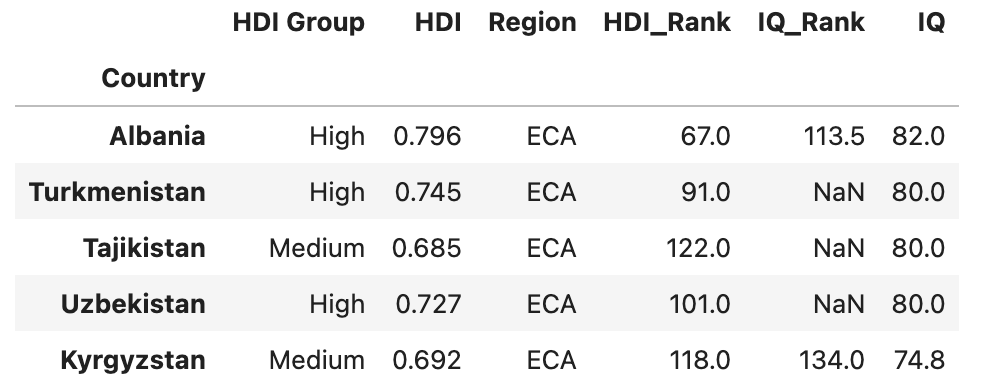 HDI Group HDI Region HDI_Rank IQ_Rank IQ
Country
Albania High 0.796 ECA 67.0 113.5 82.0
Turkmenistan High 0.745 ECA 91.0 NaN 80.0
Tajikistan Medium 0.685 ECA 122.0 NaN 80.0
Uzbekistan High 0.727 ECA 101.0 NaN 80.0
Kyrgyzstan Medium 0.692 ECA 118.0 134.0 74.8